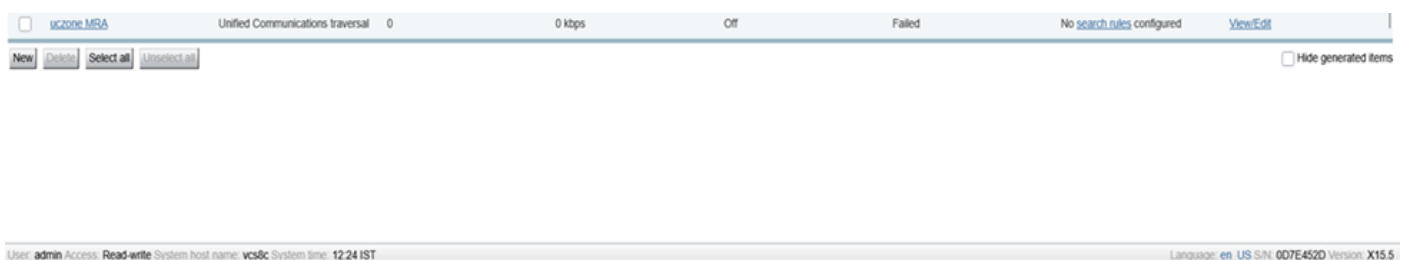 uczone MRA Unified Communications traversal 0 0 kbps Off Failed No search rules configured View/Edit
New Delete Select all Unselect all Hide generated items
User: admin Access: Read-write System host name: vcs8c System time: 12:24 IST Language: en_US S/N: 0D7E452D Version: X15.5